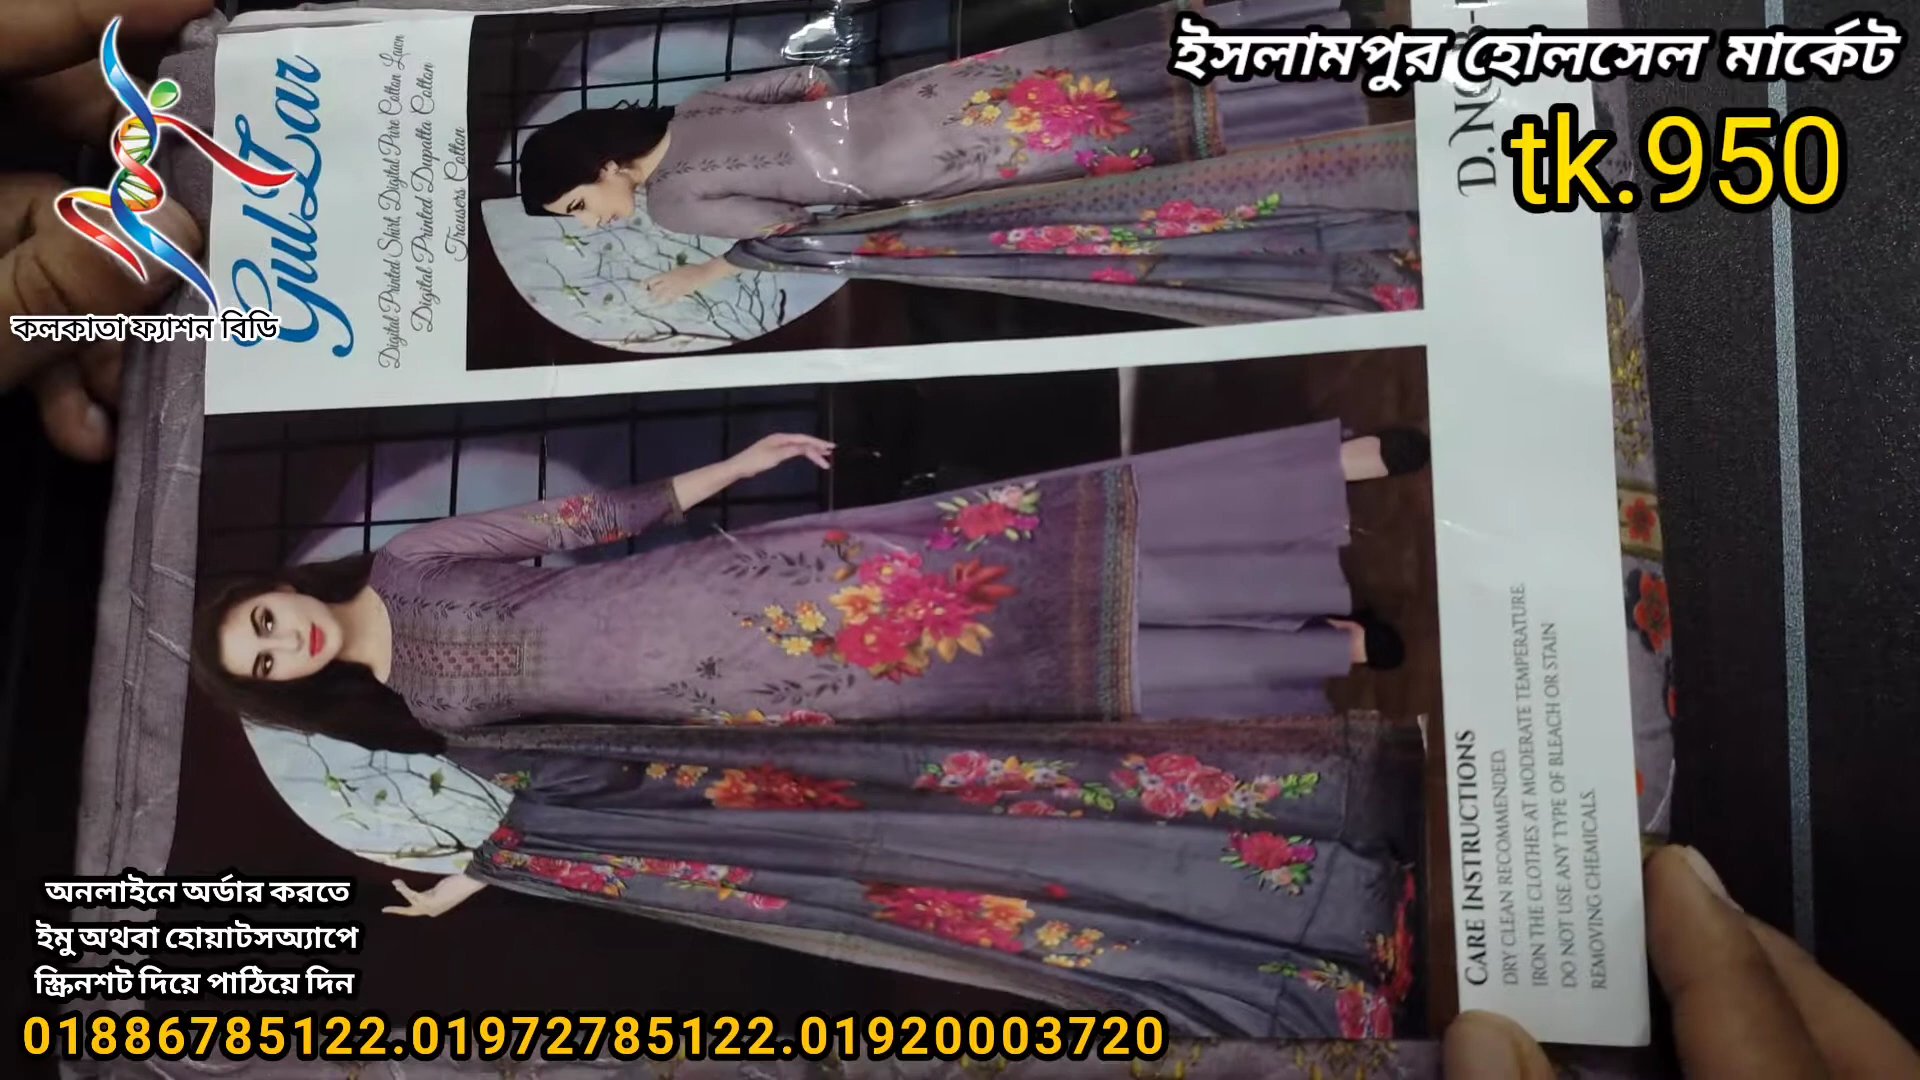 ইসলামপুর হোলসেল মার্কেট
tk.950
কলকাতা ফ্যাশন বিডি
GulZar
Digital Printed Shirt, Digital Pure Cotton Lawn
Digital Printed Dupatta Cotton
Trousers Cotton
D.No
CARE INSTRUCTIONS
DRY CLEAN RECOMMENDED.
IRON THE CLOTHES AT MODERATE TEMPERATURE.
DO NOT USE ANY TYPE OF BLEACH OR STAIN
REMOVING CHEMICALS.
অনলাইনে অর্ডার করতে
ইমু অথবা হোয়াটসঅ্যাপে
স্ক্রিনশট দিয়ে পাঠিয়ে দিন
01886785122.01972785122.01920003720